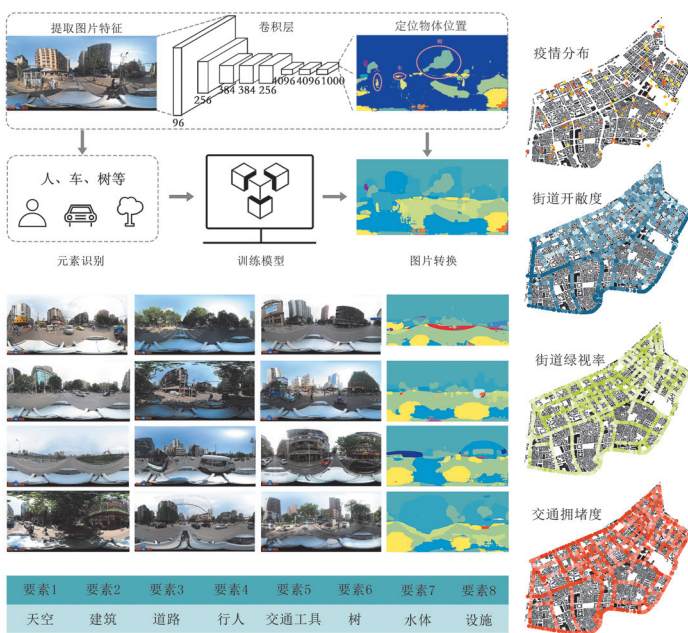 提取图片特征
卷积层
定位物体位置
96
256
384
384
256
4096
4096
1000
树
人、车、树等
元素识别
训练模型
图片转换
疫情分布
街道开敞度
街道绿视率
交通拥堵度
要素1 要素2 要素3 要素4 要素5 要素6 要素7 要素8
天空 建筑 道路 行人 交通工具 树 水体 设施